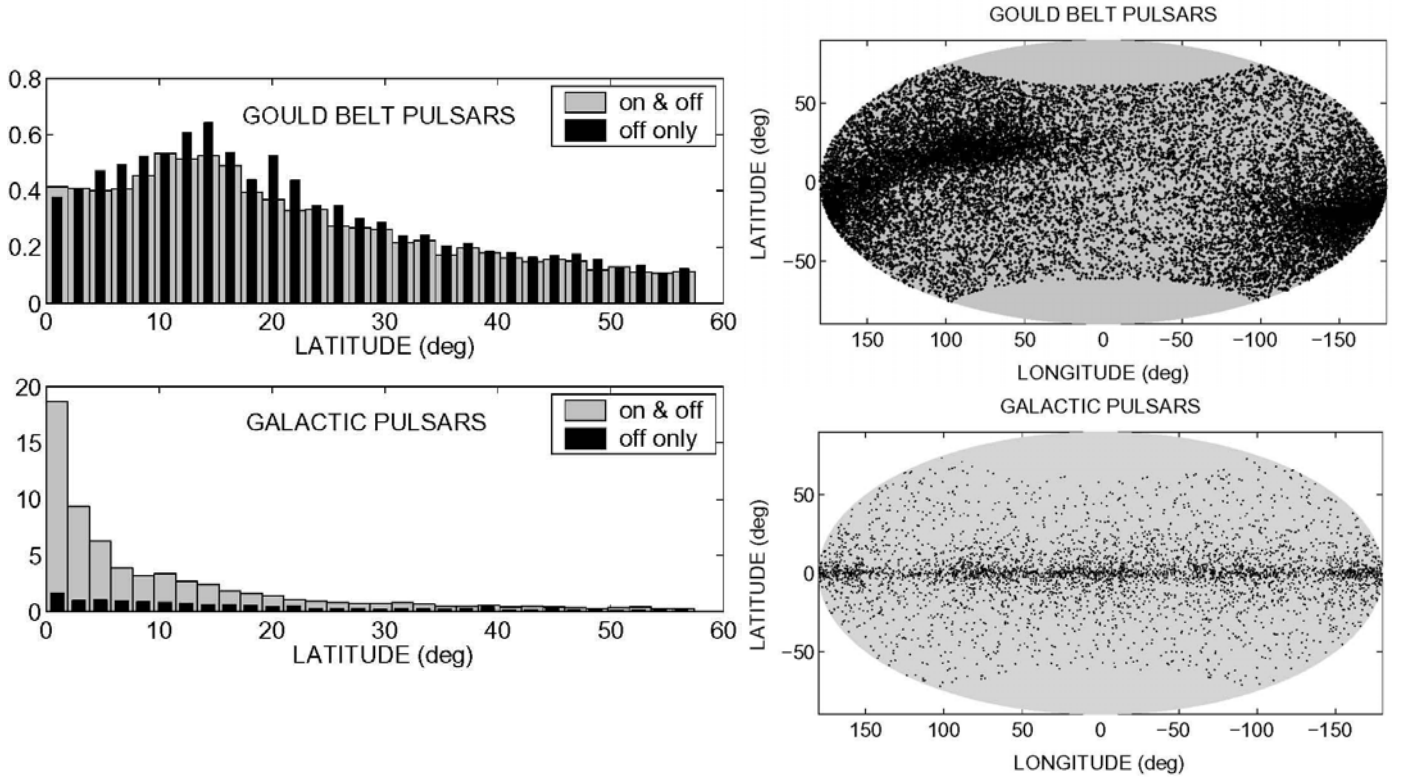 0.8
0.6
0.4
0.2
0
GOULD BELT PULSARS
on & off
off only
0 10 20 30 40 50 60
LATITUDE (deg)
20
15
10
5
0
GALACTIC PULSARS
on & off
off only
0 10 20 30 40 50 60
LATITUDE (deg)
GOULD BELT PULSARS
LATITUDE (deg)
50
0
−50
150 100 50 0 −50 −100 −150
LONGITUDE (deg)
GALACTIC PULSARS
LATITUDE (deg)
50
0
−50
150 100 50 0 −50 −100 −150
LONGITUDE (deg)